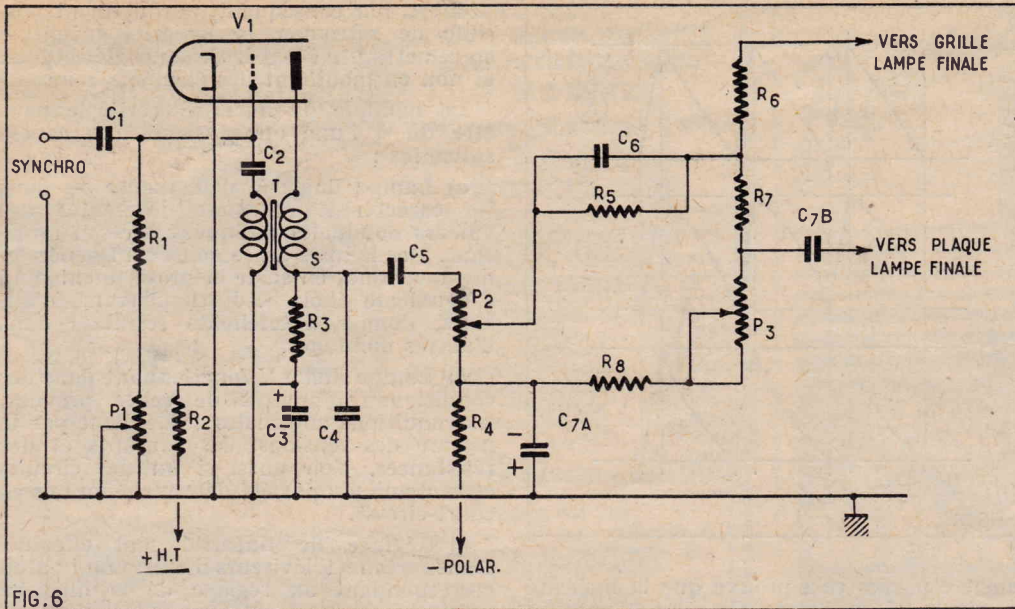 V1
VERS GRILLE
LAMPE FINALE
R6
C1
C6
SYNCHRO
C2
T
R5
R7
C7B
R1
S
C5
VERS PLAQUE
LAMPE FINALE
P2
R3
P3
R8
P1
R2
+
C3
-
C4
R4
-
+
C7A
+ H.T
- POLAR.
FIG.6